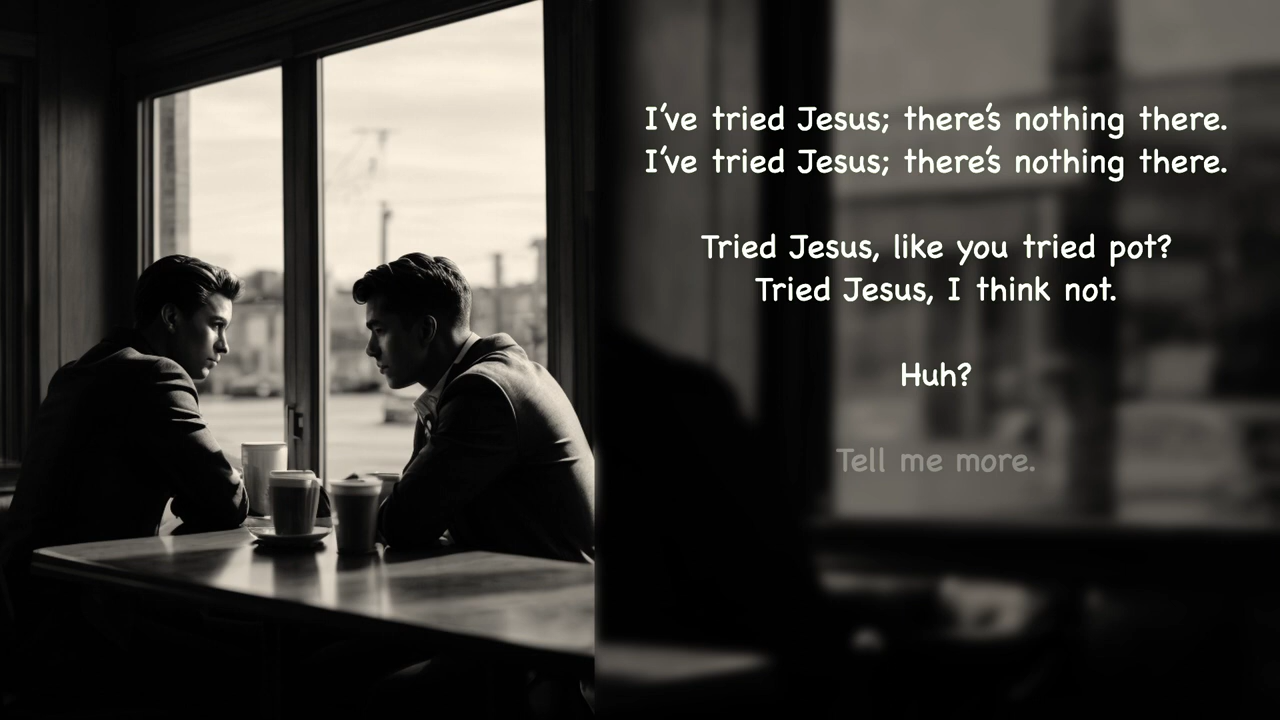 I've tried Jesus; there's nothing there.
I've tried Jesus; there's nothing there.
Tried Jesus, like you tried pot?
Tried Jesus, I think not.
Huh?
Tell me more.